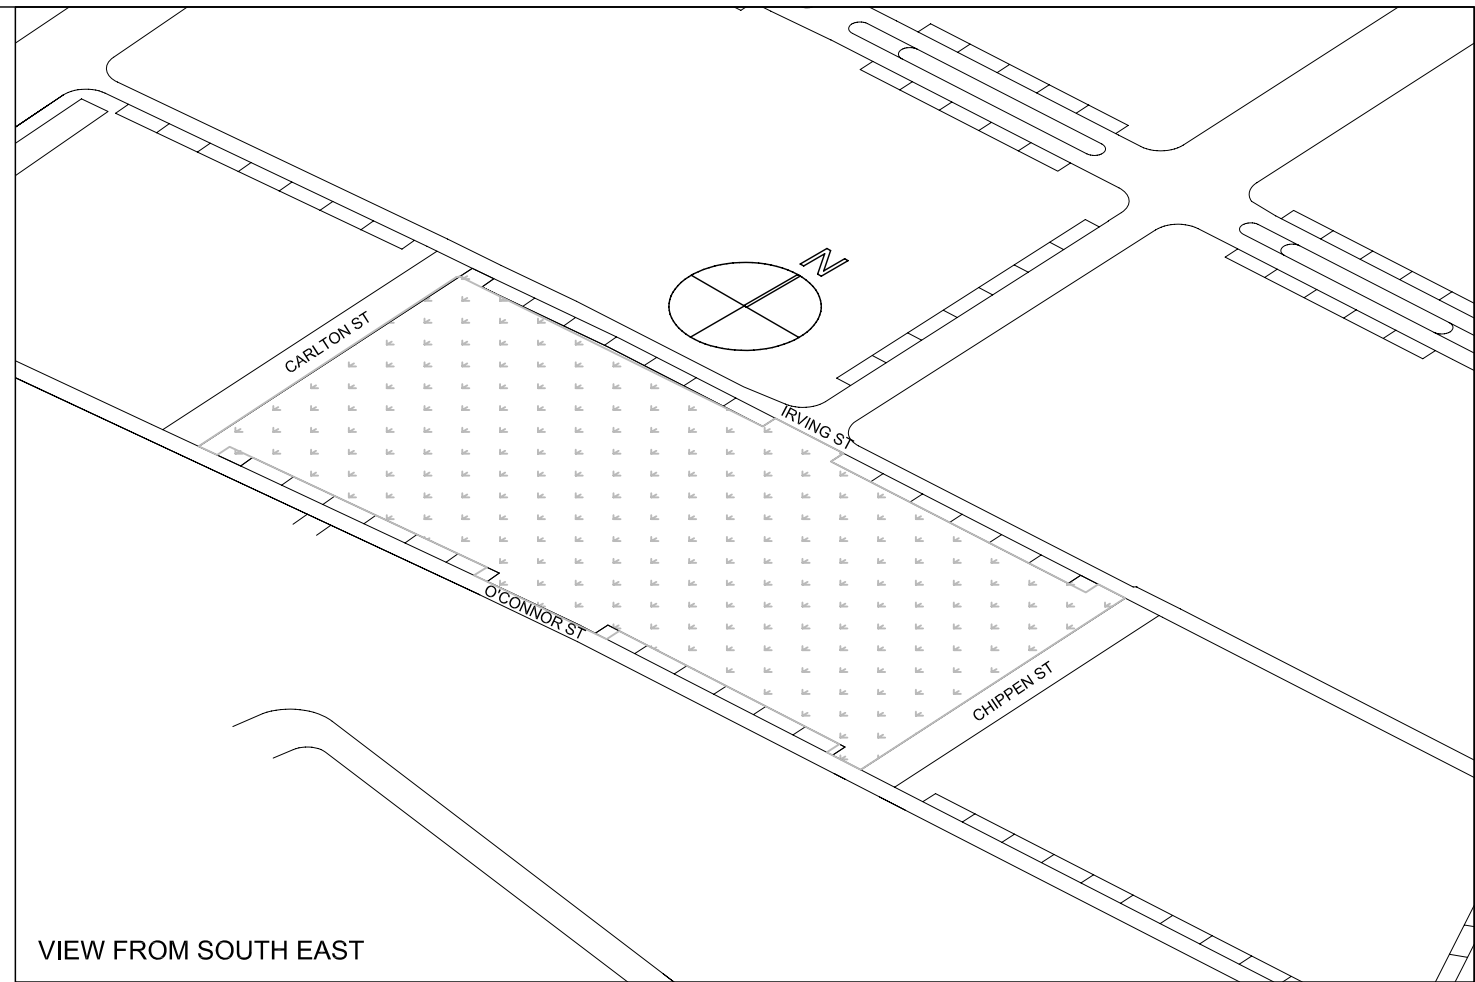 N
CARLTON ST
IRVING ST
O'CONNOR ST
CHIPPEN ST
VIEW FROM SOUTH EAST